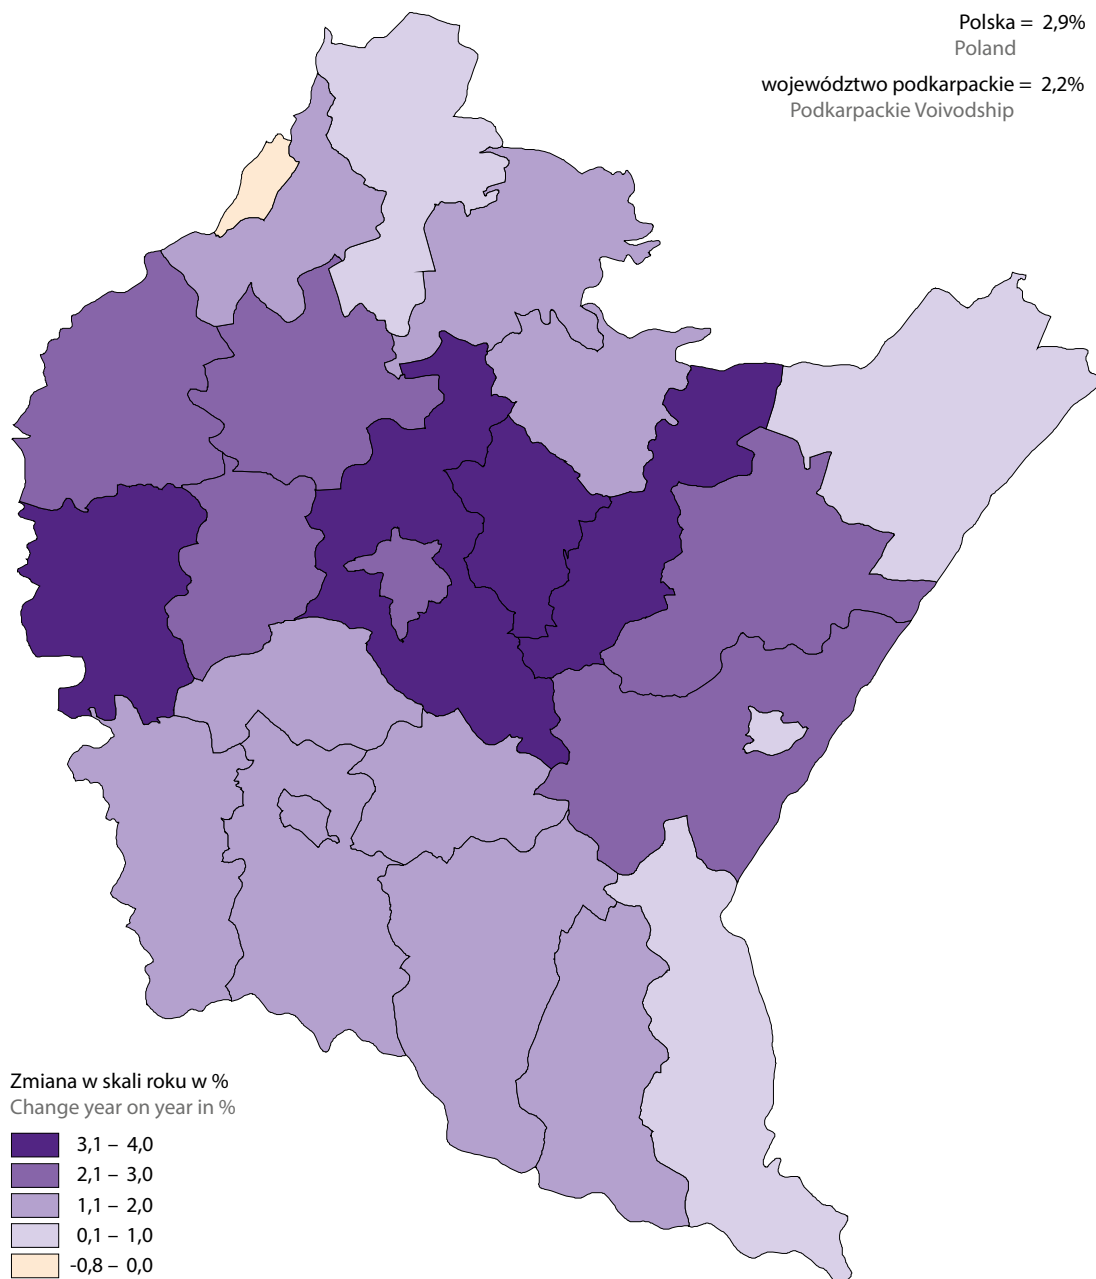 Polska = 2,9%
Poland
województwo podkarpackie = 2,2%
Podkarpackie Voivodship
Zmiana w skali roku w %
Change year on year in %
3,1 – 4,0
2,1 – 3,0
1,1 – 2,0
0,1 – 1,0
-0,8 – 0,0